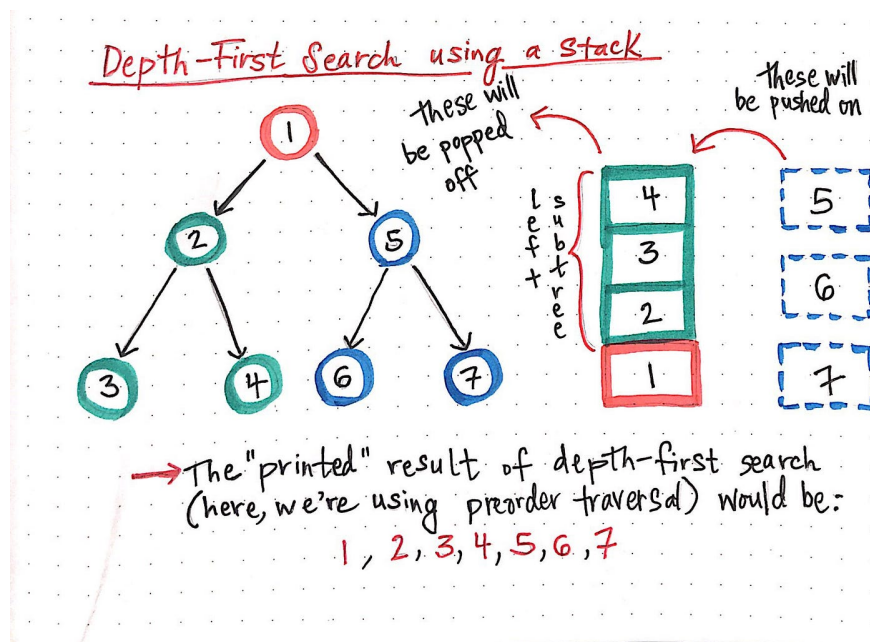 Depth-First Search using a Stack
these will
be popped
off
these will
be pushed on
1
2
5
3
4
6
7
left
subtree
4
3
2
1
5
6
7
→ The "printed" result of depth-first search
(here, we're using preorder traversal) would be:
1, 2, 3, 4, 5, 6, 7